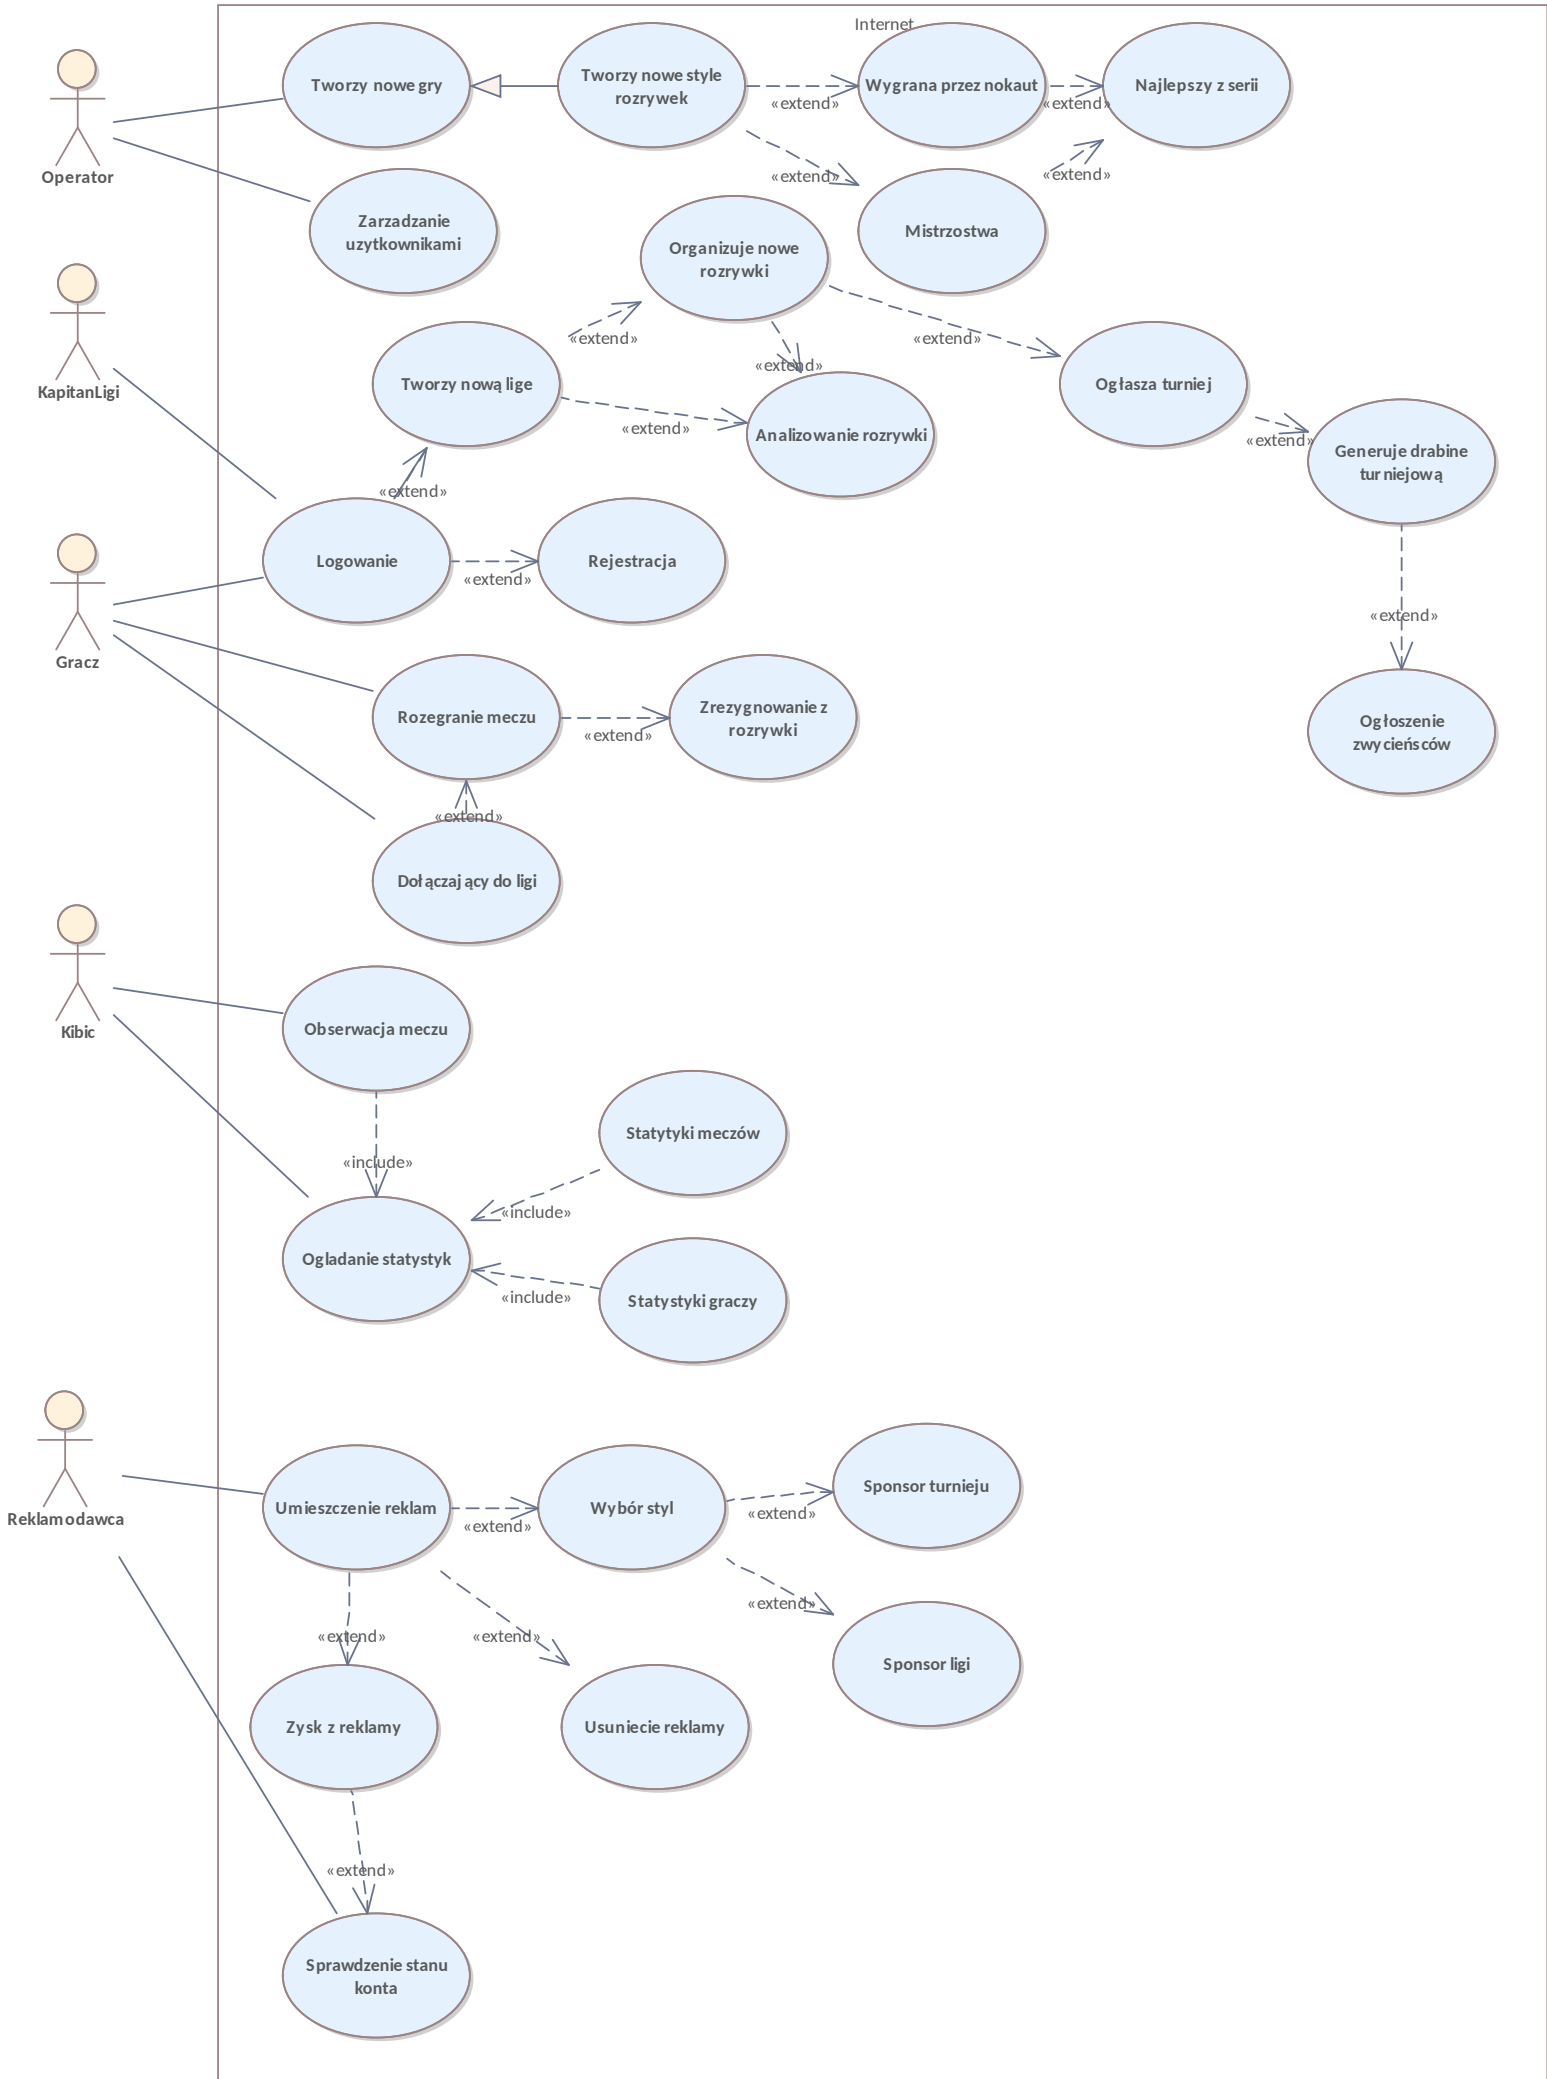 Internet
Tworzy nowe gry
Tworzy nowe style
rozrywek
«extend»
Wygrana przez nokaut
«extend»
Najlepszy z serii
Operator
«extend»
«extend»
Zarzadzanie
uzytkownikami
Mistrzostwa
Organizuje nowe
rozrywki
KapitanLigi
«extend»
«extend»
«extend»
Tworzy nową lige
«extend»
Analizowanie rozrywki
Ogłasza turniej
«extend»
Generuje drabine
turniejową
«extend»
Logowanie
«extend»
Rejestracja
«extend»
Gracz
Rozegranie meczu
«extend»
Zrezygnowanie z
rozrywki
Ogłoszenie
zwycieńsców
«extend»
Dołączający do ligi
Kibic
Obserwacja meczu
«include»
Statytyki meczów
«include»
Ogladanie statystyk
«include»
Statystyki graczy
Reklamodawca
Umieszczenie reklam
«extend»
Wybór styl
«extend»
Sponsor turnieju
«extend»
«extend»
«extend»
Sponsor ligi
Zysk z reklamy
Usuniecie reklamy
«extend»
Sprawdzenie stanu
konta